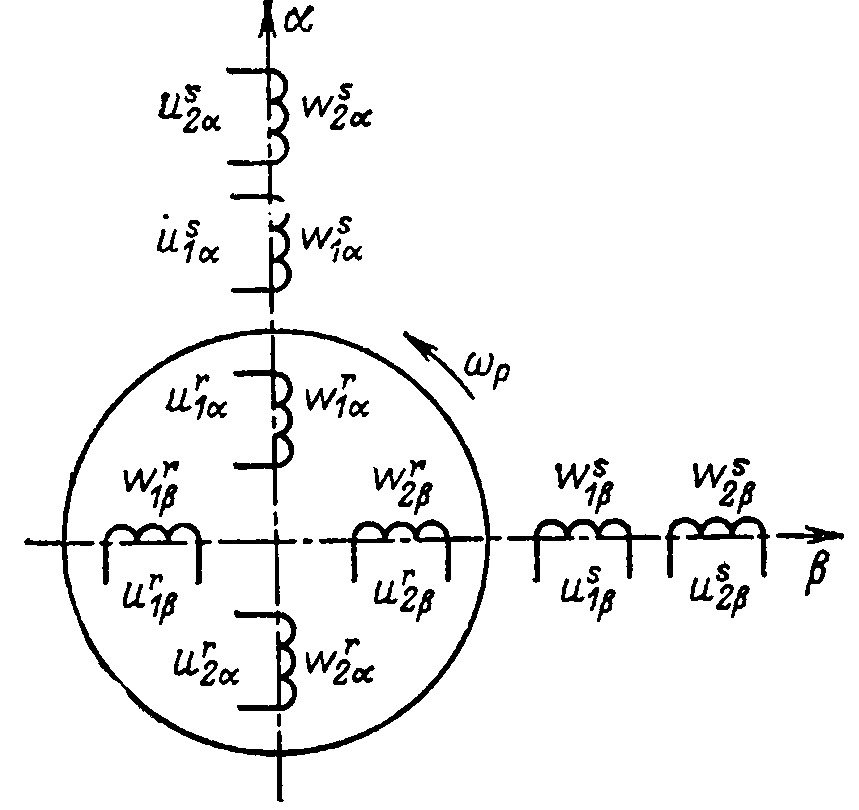 α
u^s_2α w^s_2α
u^s_1α w^s_1α
ω_p
u^r_1α w^r_1α
w^r_1β w^r_2β w^s_1β w^s_2β
β
u^r_1β u^r_2β u^s_1β u^s_2β
u^r_2α w^r_2α